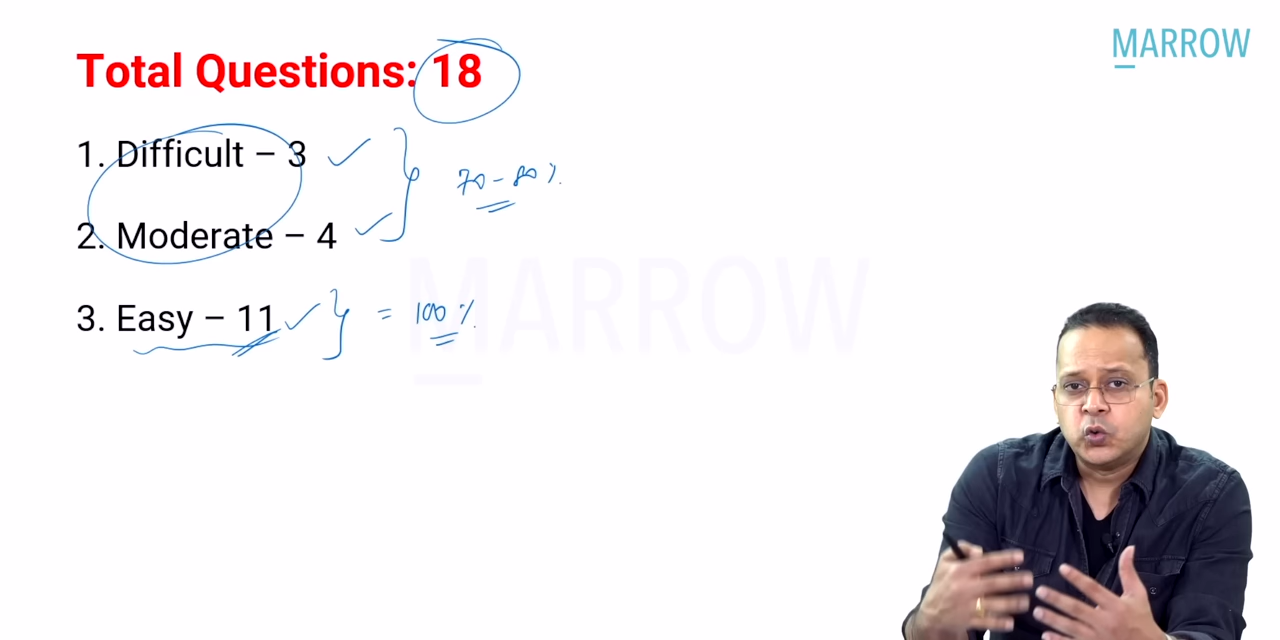 MARROW
Total Questions: 18
1. Difficult – 3
70-80%.
2. Moderate – 4
3. Easy – 11 = 100%.
MARROW